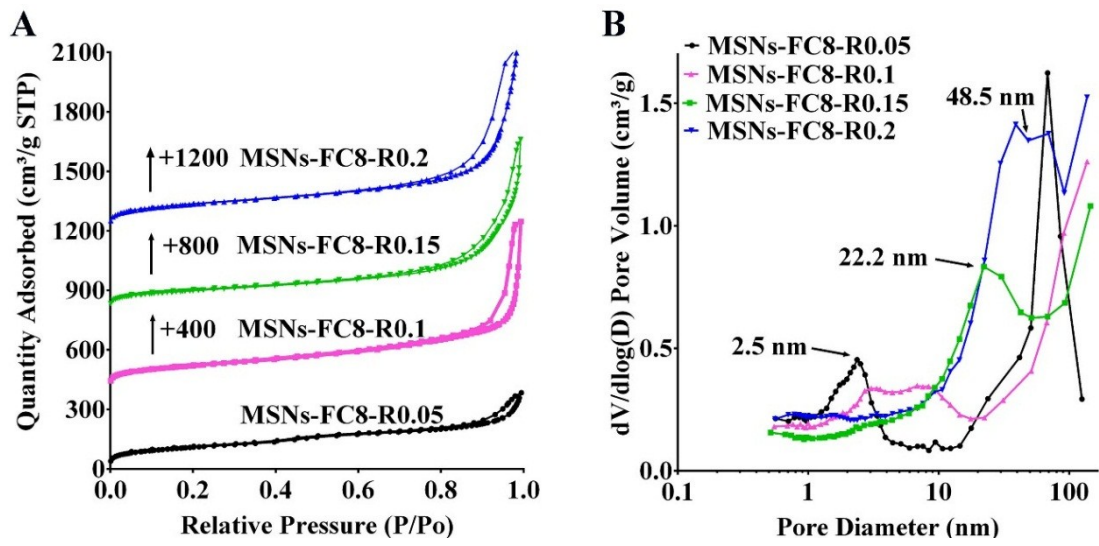 A
Quantity Adsorbed (cm³/g STP)
2100
1800
1500
1200
900
600
300
0
+1200 MSNs-FC8-R0.2
+800 MSNs-FC8-R0.15
+400 MSNs-FC8-R0.1
MSNs-FC8-R0.05
0.0 0.2 0.4 0.6 0.8 1.0
Relative Pressure (P/Po)
B
dV/dlog(D) Pore Volume (cm³/g)
MSNs-FC8-R0.05
MSNs-FC8-R0.1
MSNs-FC8-R0.15
MSNs-FC8-R0.2
1.5
1.0
0.5
0.0
48.5 nm
22.2 nm
2.5 nm
0.1 1 10 100
Pore Diameter (nm)